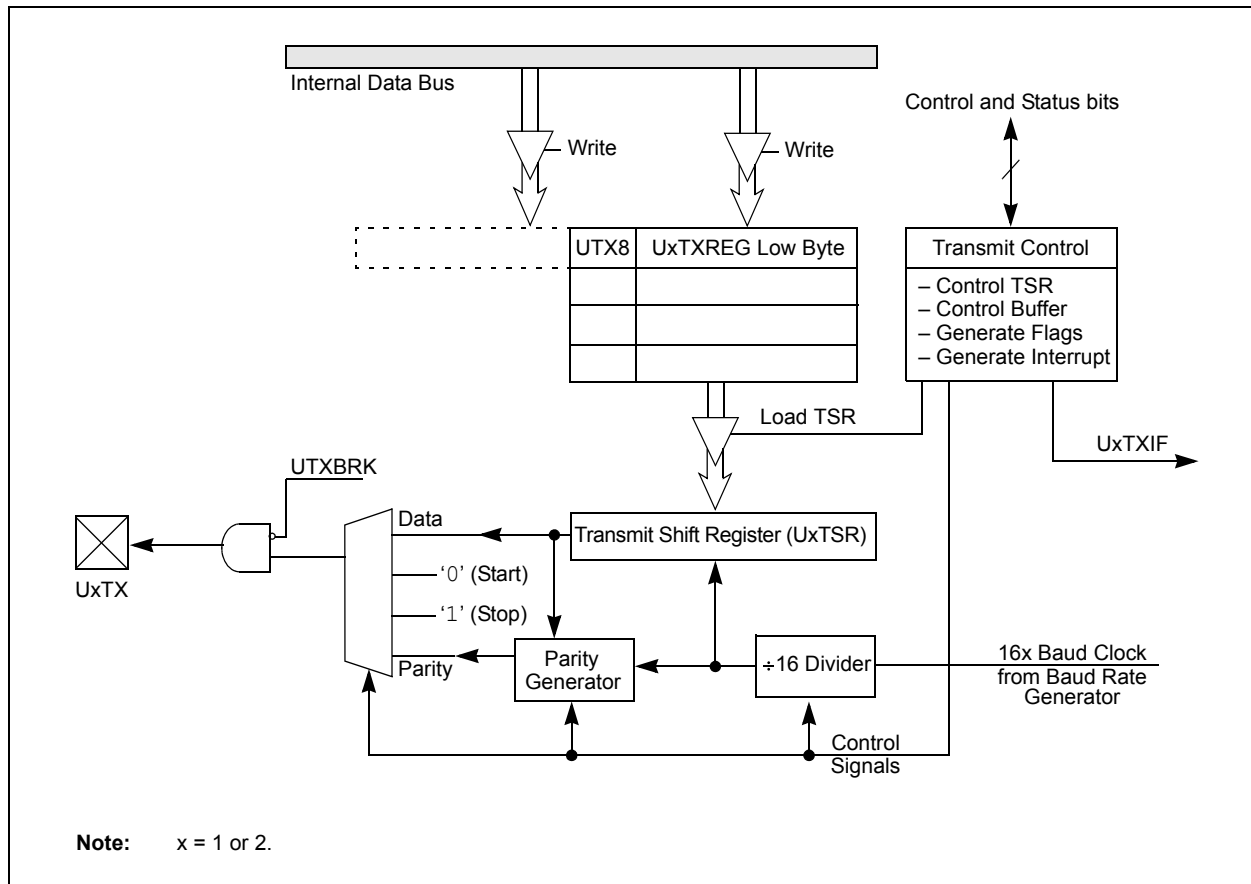 Internal Data Bus
Control and Status bits
Write
Write
UTX8
UxTXREG Low Byte
Transmit Control
– Control TSR
– Control Buffer
– Generate Flags
– Generate Interrupt
Load TSR
UxTXIF
UTXBRK
Data
Transmit Shift Register (UxTSR)
UxTX
‘0’ (Start)
‘1’ (Stop)
Parity
Parity
Generator
÷16 Divider
16x Baud Clock
from Baud Rate
Generator
Control
Signals
Note: x = 1 or 2.